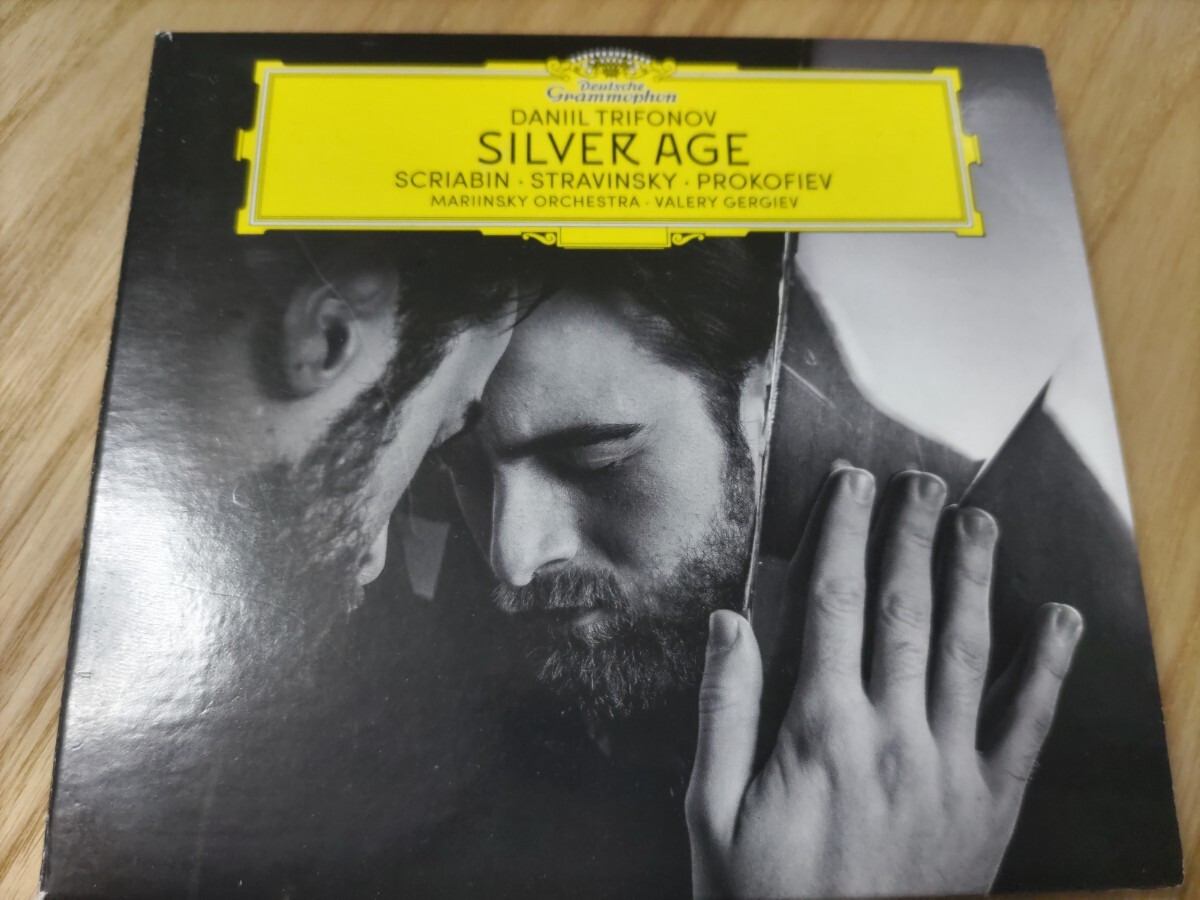 Deutsche
Grammophon
DANIIL TRIFONOV
SILVER AGE
SCRIABIN · STRAVINSKY · PROKOFIEV
MARIINSKY ORCHESTRA · VALERY GERGIEV